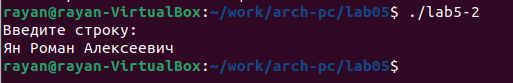 rayan@rayan-VirtualBox:~/work/arch-pc/lab05$ ./lab5-2
Введите строку:
Ян Роман Алексеевич
rayan@rayan-VirtualBox:~/work/arch-pc/lab05$